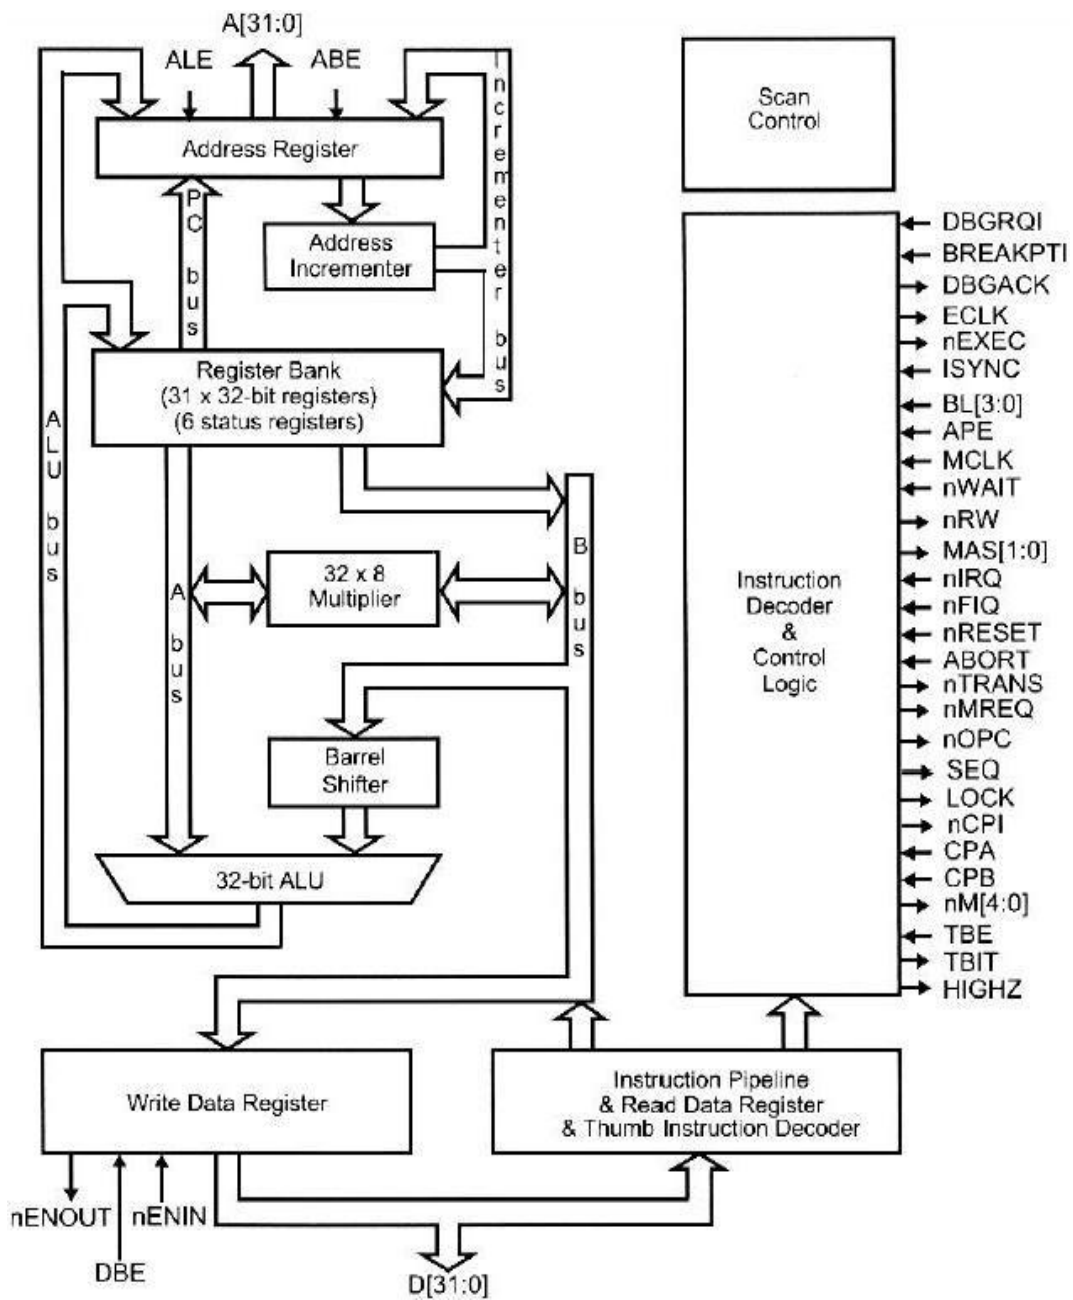 A[31:0]
ALE
ABE
Address Register
Incrementer bus
PC bus
Address
Incrementer
Register Bank
(31 x 32-bit registers)
(6 status registers)
ALU bus
A bus
B bus
32 x 8
Multiplier
Barrel
Shifter
32-bit ALU
Write Data Register
nENOUT
nENIN
DBE
D[31:0]
Instruction Pipeline
& Read Data Register
& Thumb Instruction Decoder
Scan
Control
Instruction
Decoder
&
Control
Logic
DBGRQI
BREAKPTI
DBGACK
ECLK
nEXEC
ISYNC
BL[3:0]
APE
MCLK
nWAIT
nRW
MAS[1:0]
nIRQ
nFIQ
nRESET
ABORT
nTRANS
nMREQ
nOPC
SEQ
LOCK
nCPI
CPA
CPB
nM[4:0]
TBE
TBIT
HIGHZ